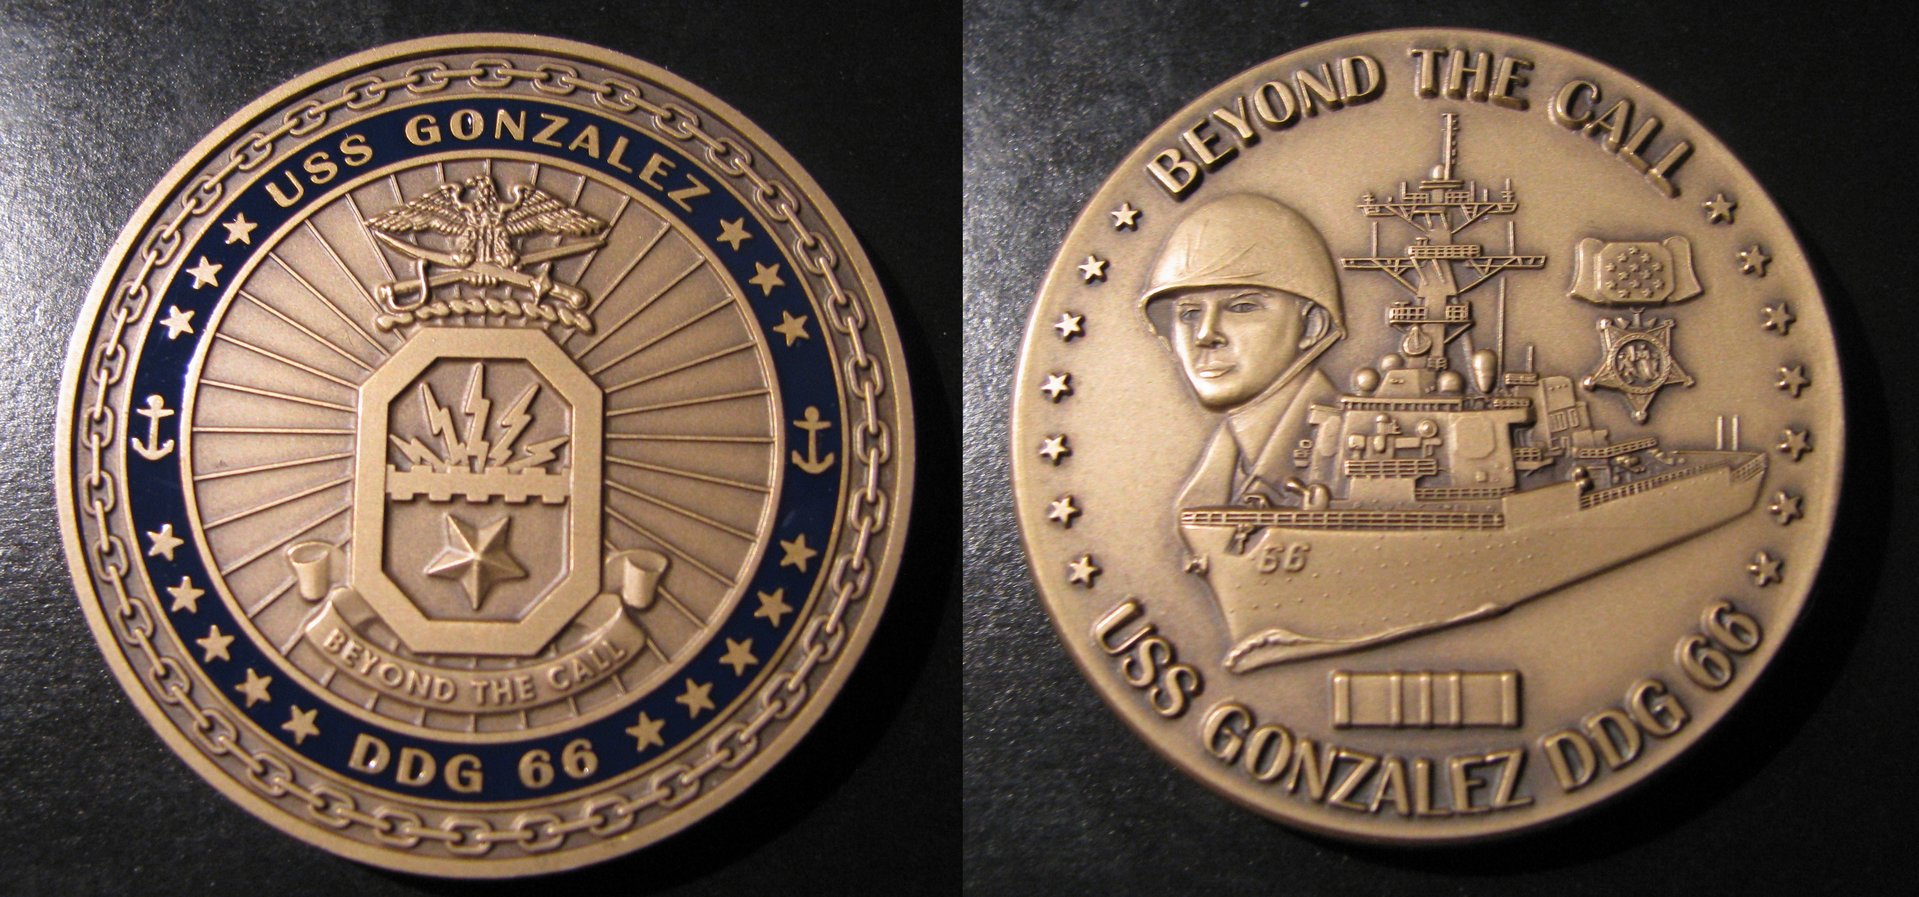 USS GONZALEZ
BEYOND THE CALL
DDG 66
BEYOND THE CALL
66
USS GONZALEZ DDG 66